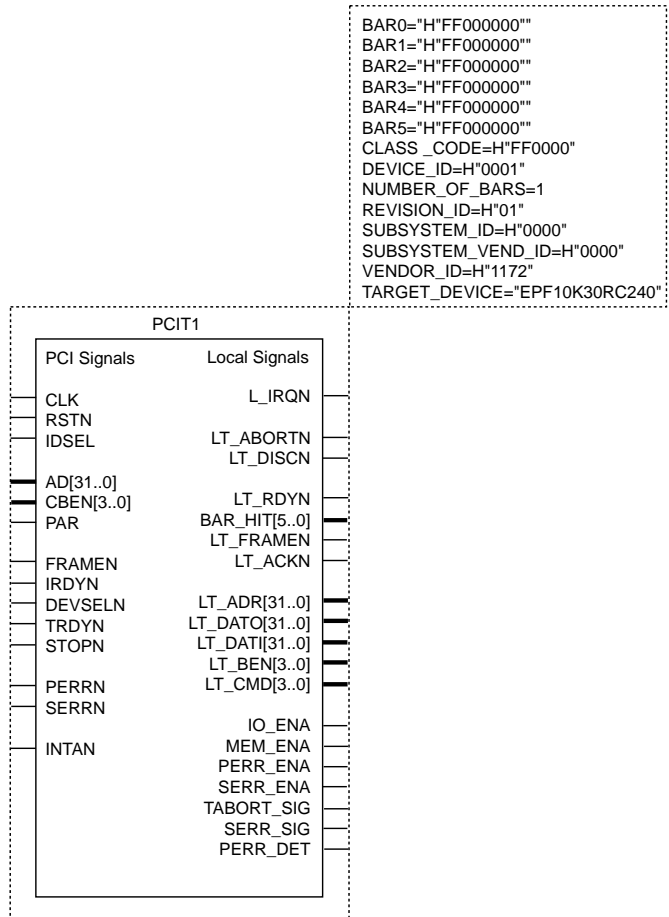 BAR0="H"FF000000""
BAR1="H"FF000000""
BAR2="H"FF000000""
BAR3="H"FF000000""
BAR4="H"FF000000""
BAR5="H"FF000000""
CLASS _CODE=H"FF0000"
DEVICE_ID=H"0001"
NUMBER_OF_BARS=1
REVISION_ID=H"01"
SUBSYSTEM_ID=H"0000"
SUBSYSTEM_VEND_ID=H"0000"
VENDOR_ID=H"1172"
TARGET_DEVICE="EPF10K30RC240"
PCIT1
PCI Signals
CLK
RSTN
IDSEL
AD[31..0]
CBEN[3..0]
PAR
FRAMEN
IRDYN
DEVSELN
TRDYN
STOPN
PERRN
SERRN
INTAN
Local Signals
L_IRQN
LT_ABORTN
LT_DISCN
LT_RDYN
BAR_HIT[5..0]
LT_FRAMEN
LT_ACKN
LT_ADR[31..0]
LT_DATO[31..0]
LT_DATI[31..0]
LT_BEN[3..0]
LT_CMD[3..0]
IO_ENA
MEM_ENA
PERR_ENA
SERR_ENA
TABORT_SIG
SERR_SIG
PERR_DET